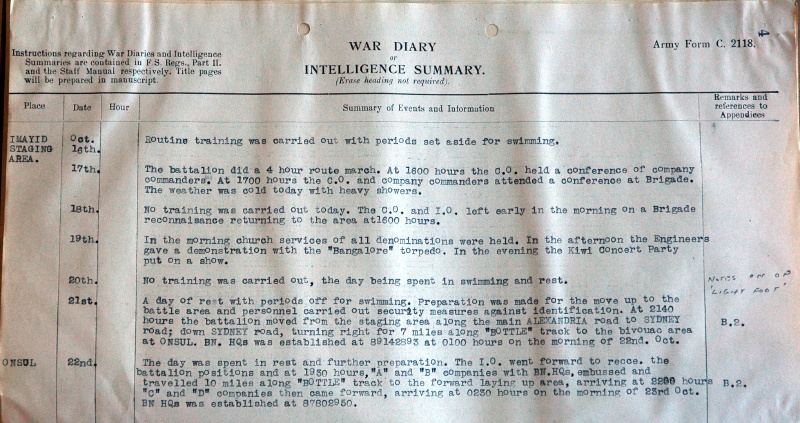 Instructions regarding War Diaries and Intelligence
Summaries are contained in F. S. Regs., Part II.
and the Staff Manual respectively. Title pages
will be prepared in manuscript.
WAR DIARY
or
INTELLIGENCE SUMMARY.
(Erase heading not required).
Army Form C. 2118.
Place Date Hour Summary of Events and Information Remarks and
references to
Appendices
IMAYID Oct.
STAGING 16th. Routine training was carried out with periods set aside for swimming.
AREA.
17th. The battalion did a 4 hour route march. At 1600 hours the C.O. held a conference of company
commanders. At 1700 hours the C.O. and company commanders attended a conference at Brigade.
The weather was cold today with heavy showers.
18th. No training was carried out today. The C.O. and I.O. left early in the morning on a Brigade
reconnaisance returning to the area at1600 hours.
19th. In the morning church services of all denominations were held. In the afternoon the Engineers
gave a demonstration with the "Bangalore" torpedo. In the evening the Kiwi Concert Party
put on a show.
20th. No training was carried out, the day being spent in swimming and rest.
NOTES ON OP
'LIGHTFOOT'
21st. A day of rest with periods off for swimming. Preparation was made for the move up to the
battle area and personnel carried out security measures against identification. At 2140
hours the battalion moved from the staging area along the main ALEXANDRIA road to SYDNEY
road; down SYDNEY road, turning right for 7 miles along "BOTTLE" track to the bivouac area B.2.
at ONSUL. BN. HQs was established at 89142893 at 0100 hours on the morning of 22nd. Oct.
ONSUL 22nd. The day was spent in rest and further preparation. The I.O. went forward to recce. the
battalion positions and at 1930 hours,"A" and "B" companies with BN.HQs, embussed and
travelled 10 miles along "BOTTLE" track to the forward laying up area, arriving at 2200 hours B.2.
"C" and "D" companies then came forward, arriving at 0230 hours on the morning of 23rd Oct.
BN HQs was established at 87802950.